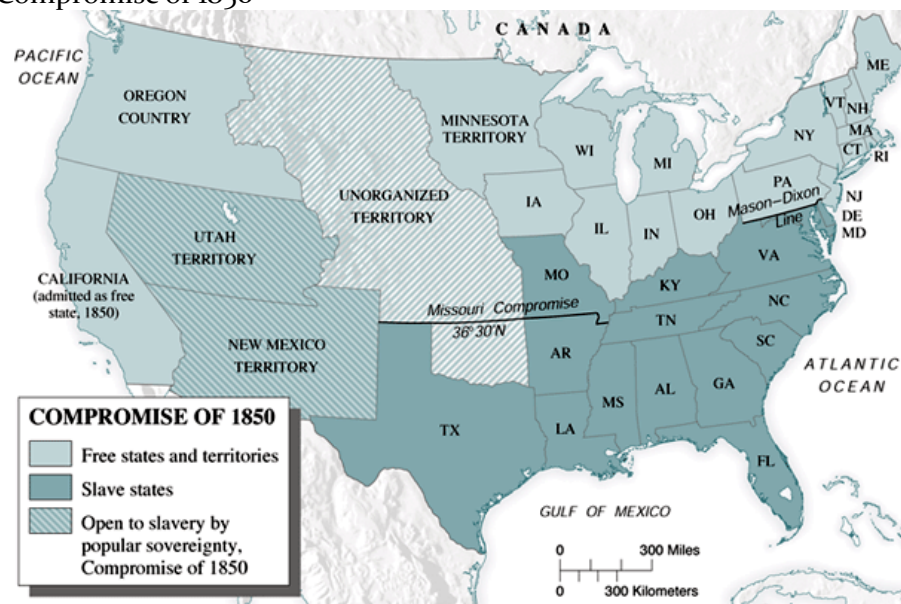 Compromise of 1850
CANADA
PACIFIC
OCEAN
OREGON
COUNTRY
MINNESOTA
TERRITORY
ME
VT
NH
NY
MA
CT
RI
WI
MI
UNORGANIZED
TERRITORY
IA
PA
NJ
Mason–Dixon
Line
DE
MD
IL
IN
OH
UTAH
TERRITORY
CALIFORNIA
(admitted as free
state, 1850)
MO
KY
VA
Missouri Compromise
36°30'N
NC
TN
NEW MEXICO
TERRITORY
AR
SC
ATLANTIC
OCEAN
MS
AL
GA
TX
LA
FL
GULF OF MEXICO
COMPROMISE OF 1850
Free states and territories
Slave states
Open to slavery by
popular sovereignty,
Compromise of 1850
0 300 Miles
0 300 Kilometers